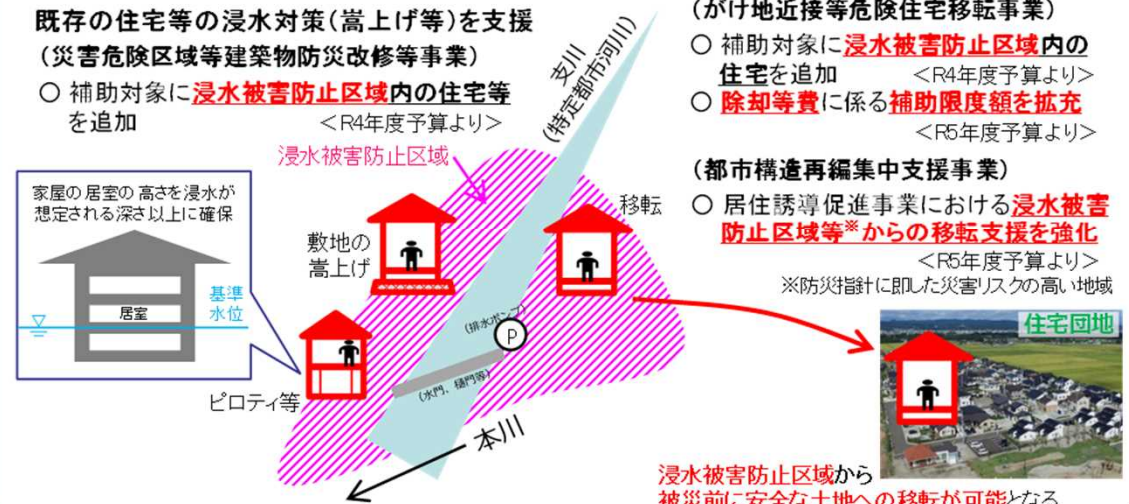 既存の住宅等の浸水対策(嵩上げ等)を支援
(災害危険区域等建築物防災改修等事業)
○ 補助対象に浸水被害防止区域内の住宅等
を追加 <R4年度予算より>
浸水被害防止区域
家屋の居室の高さを浸水が
想定される深さ以上に確保
居室
基準
水位
敷地の
嵩上げ
ピロティ等
支川
(特定都市河川)
移転
(排水ポンプ)
P
(水門、樋門等)
本川
(がけ地近接等危険住宅移転事業)
○ 補助対象に浸水被害防止区域内の
住宅を追加 <R4年度予算より>
○ 除却等費に係る補助限度額を拡充
<R5年度予算より>
(都市構造再編集中支援事業)
○ 居住誘導促進事業における浸水被害
防止区域等※からの移転支援を強化
<R5年度予算より>
※防災指針に即した災害リスクの高い地域
住宅団地
浸水被害防止区域から
被災前に安全な土地への移転が可能となる